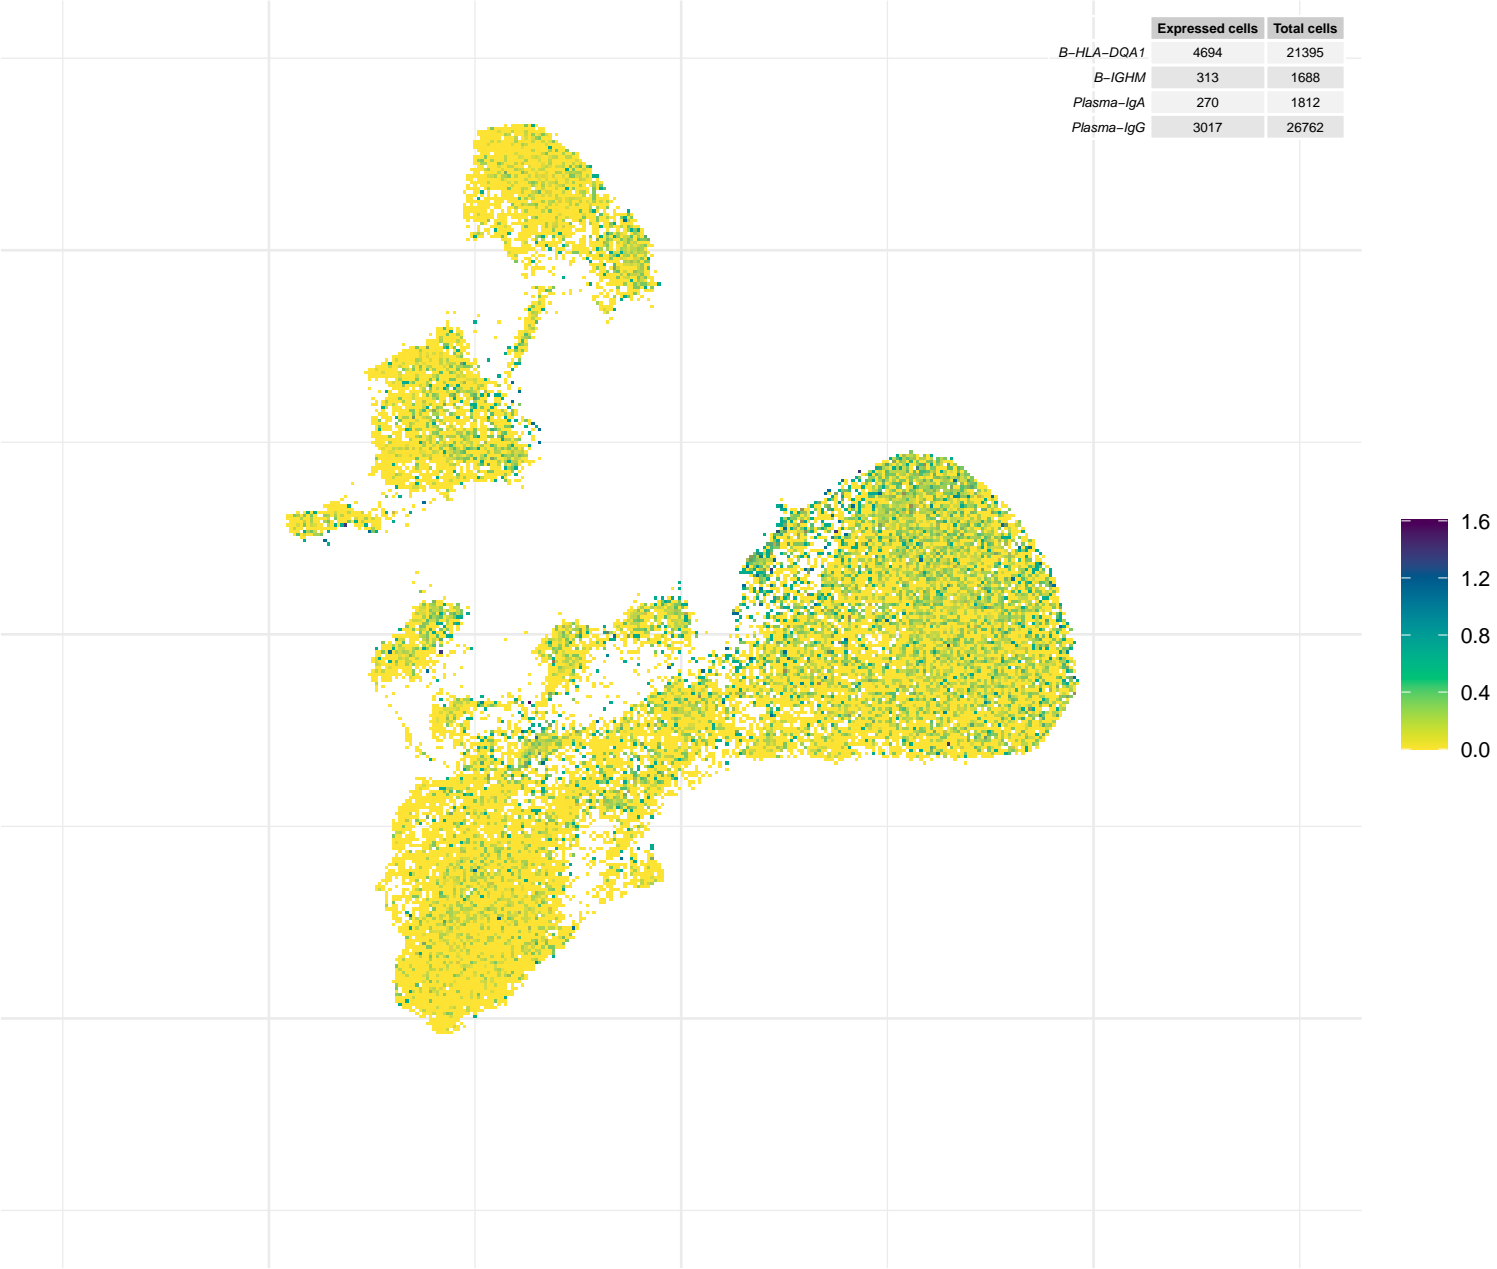 Expressed cells Total cells
B−HLA−DQA1 4694 21395
B−IGHM 313 1688
Plasma−IgA 270 1812
Plasma−IgG 3017 26762
1.6
1.2
0.8
0.4
0.0